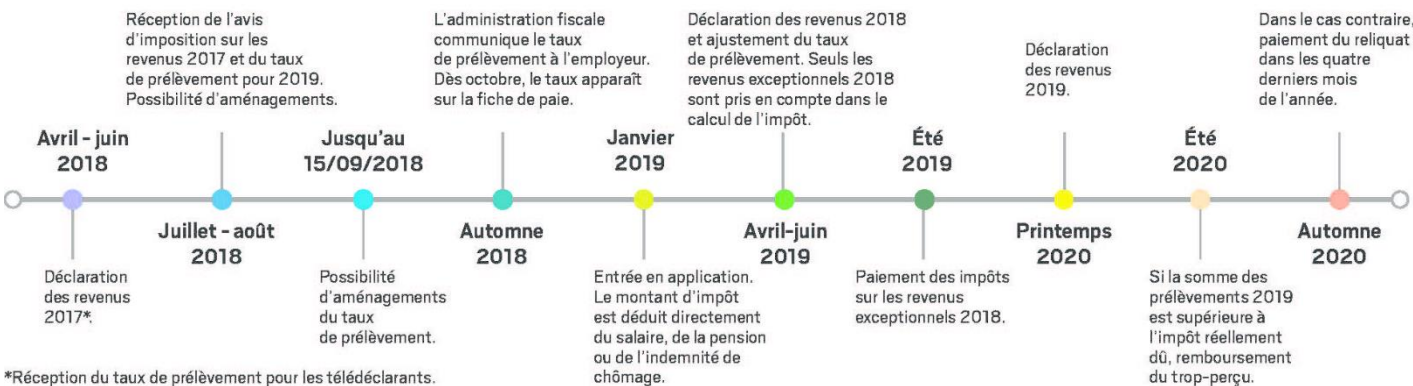 Avril - juin
2018
Déclaration
des revenus
2017*.
Réception de l'avis
d'imposition sur les
revenus 2017 et du taux
de prélèvement pour 2019.
Possibilité d'aménagements.
Juillet - août
2018
Jusqu'au
15/09/2018
Possibilité
d'aménagements
du taux
de prélèvement.
L'administration fiscale
communique le taux
de prélèvement à l'employeur.
Dès octobre, le taux apparaît
sur la fiche de paie.
Automne
2018
Janvier
2019
Entrée en application.
Le montant d'impôt
est déduit directement
du salaire, de la pension
ou de l'indemnité de
chômage.
Déclaration des revenus 2018
et ajustement du taux
de prélèvement. Seuls les
revenus exceptionnels 2018
sont pris en compte dans le
calcul de l'impôt.
Avril-juin
2019
Été
2019
Paiement des impôts
sur les revenus
exceptionnels 2018.
Déclaration
des revenus
2019.
Printemps
2020
Été
2020
Si la somme des
prélèvements 2019
est supérieure à
l'impôt réellement
dû, remboursement
du trop-perçu.
Dans le cas contraire,
paiement du reliquat
dans les quatre
derniers mois
de l'année.
Automne
2020
*Réception du taux de prélèvement pour les télédéclarants.